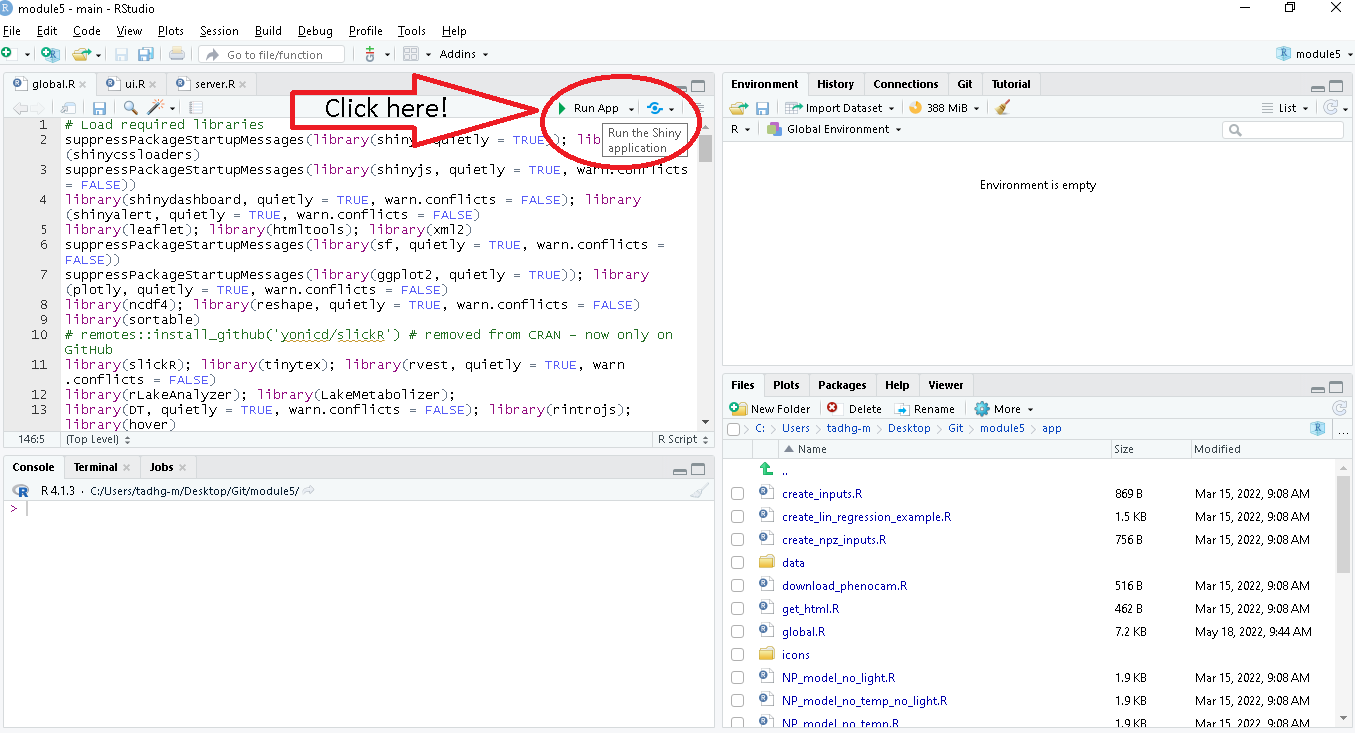 module5 - main - RStudio
File Edit Code View Plots Session Build Debug Profile Tools Help
Go to file/function Addins module5
global.R ui.R server.R
Click here!
Run App
Run the Shiny
application
1 # Load required libraries
2 suppressPackageStartupMessages(library(shiny, quietly = TRUE)); lib
(shinycssloaders)
3 suppressPackageStartupMessages(library(shinyjs, quietly = TRUE, warn.conflicts
= FALSE))
4 library(shinydashboard, quietly = TRUE, warn.conflicts = FALSE); library
(shinyalert, quietly = TRUE, warn.conflicts = FALSE)
5 library(leaflet); library(htmltools); library(xml2)
6 suppressPackageStartupMessages(library(sf, quietly = TRUE, warn.conflicts =
FALSE))
7 suppressPackageStartupMessages(library(ggplot2, quietly = TRUE)); library
(plotly, quietly = TRUE, warn.conflicts = FALSE)
8 library(ncdf4); library(reshape, quietly = TRUE, warn.conflicts = FALSE)
9 library(sortable)
10 # remotes::install_github('yonicd/slickR') # removed from CRAN - now only on
GitHub
11 library(slickR); library(tinytex); library(rvest, quietly = TRUE, warn
.conflicts = FALSE)
12 library(rLakeAnalyzer); library(LakeMetabolizer);
13 library(DT, quietly = TRUE, warn.conflicts = FALSE); library(rintrojs);
library(hover)
146:5 (Top Level) R Script
Console Terminal Jobs
R 4.1.3 · C:/Users/tadhg-m/Desktop/Git/module5/
>
Environment History Connections Git Tutorial
Import Dataset 388 MiB List
R Global Environment
Environment is empty
Files Plots Packages Help Viewer
New Folder Delete Rename More
C: Users tadhg-m Desktop Git module5 app ...
Name Size Modified
..
create_inputs.R 869 B Mar 15, 2022, 9:08 AM
create_lin_regression_example.R 1.5 KB Mar 15, 2022, 9:08 AM
create_npz_inputs.R 756 B Mar 15, 2022, 9:08 AM
data
download_phenocam.R 516 B Mar 15, 2022, 9:08 AM
get_html.R 462 B Mar 15, 2022, 9:08 AM
global.R 7.2 KB May 18, 2022, 9:44 AM
icons
NP_model_no_light.R 1.9 KB Mar 15, 2022, 9:08 AM
NP_model_no_temp_no_light.R 1.9 KB Mar 15, 2022, 9:08 AM
NP_model_no_temp.R 1.9 KB Mar 15, 2022, 9:08 AM